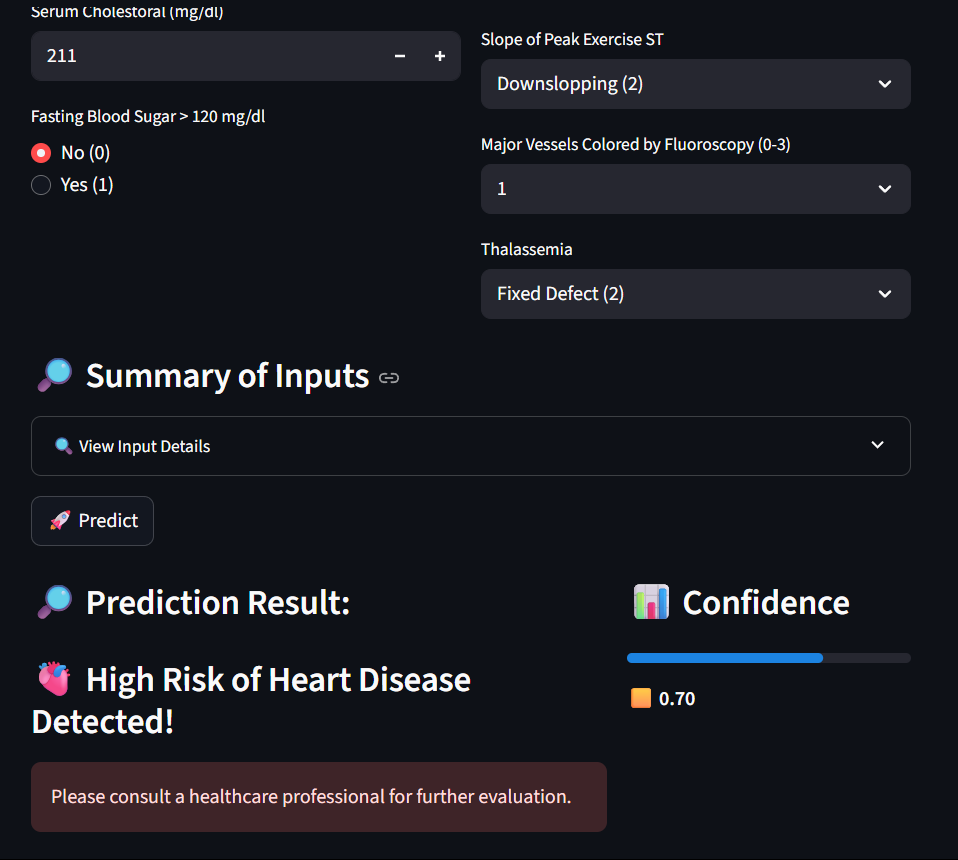 Serum Cholestoral (mg/dl)
211
Fasting Blood Sugar > 120 mg/dl
No (0)
Yes (1)
Slope of Peak Exercise ST
Downslopping (2)
Major Vessels Colored by Fluoroscopy (0-3)
1
Thalassemia
Fixed Defect (2)
Summary of Inputs
View Input Details
Predict
Prediction Result:
High Risk of Heart Disease
Detected!
Please consult a healthcare professional for further evaluation.
Confidence
0.70